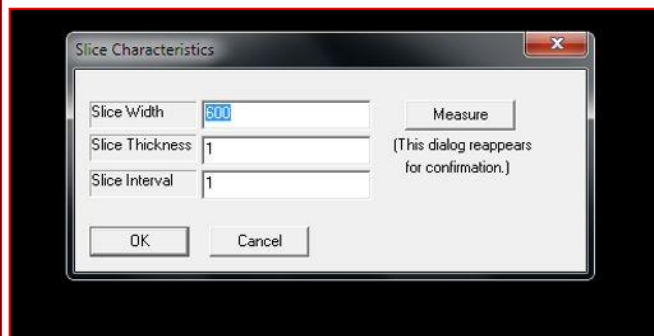 Slice Characteristics
Slice Width 600 Measure
Slice Thickness 1 (This dialog reappears
for confirmation.)
Slice Interval 1
OK Cancel